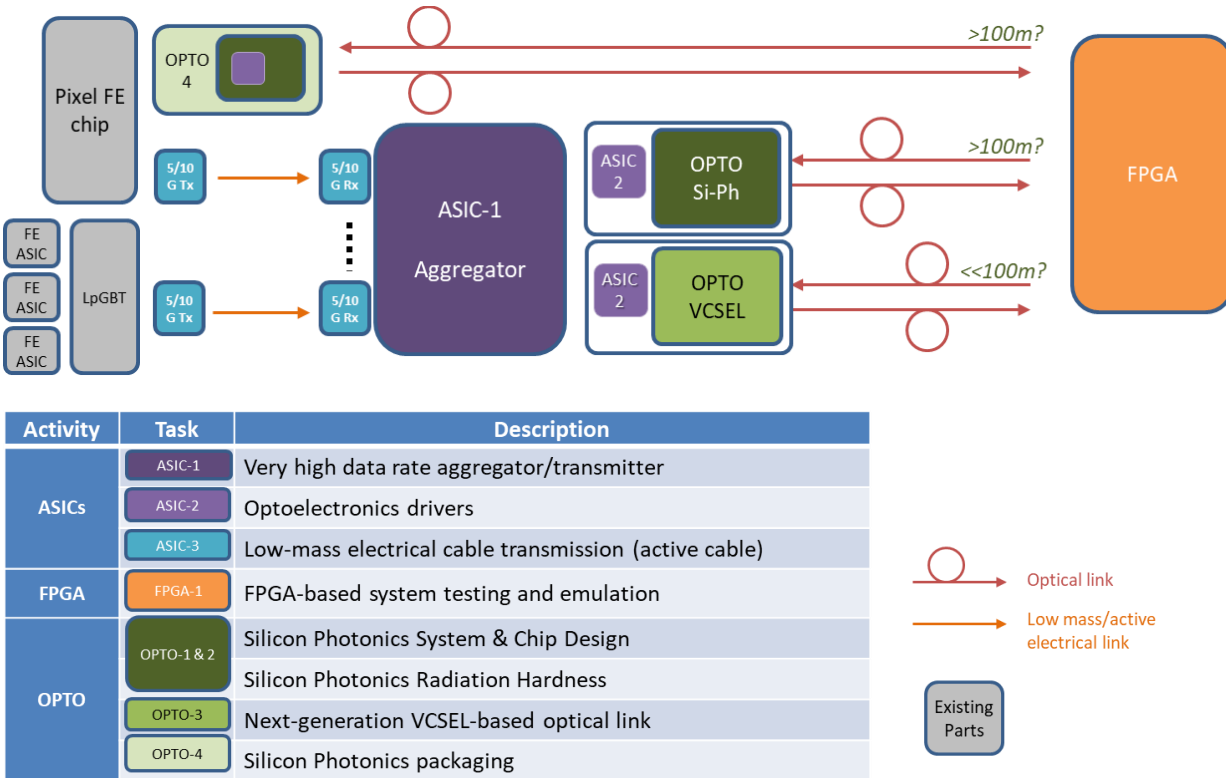 Pixel FE
chip
OPTO
4
>100m?
FPGA
5/10
G Tx
5/10
G Rx
ASIC-1
Aggregator
ASIC
2
OPTO
Si-Ph
>100m?
FE
ASIC
FE
ASIC
FE
ASIC
LpGBT
5/10
G Tx
5/10
G Rx
ASIC
2
OPTO
VCSEL
<<100m?
Activity Task Description
ASICs
ASIC-1 Very high data rate aggregator/transmitter
ASIC-2 Optoelectronics drivers
ASIC-3 Low-mass electrical cable transmission (active cable)
FPGA FPGA-1 FPGA-based system testing and emulation
OPTO
OPTO-1 & 2 Silicon Photonics System & Chip Design
Silicon Photonics Radiation Hardness
OPTO-3 Next-generation VCSEL-based optical link
OPTO-4 Silicon Photonics packaging
Optical link
Low mass/active
electrical link
Existing
Parts